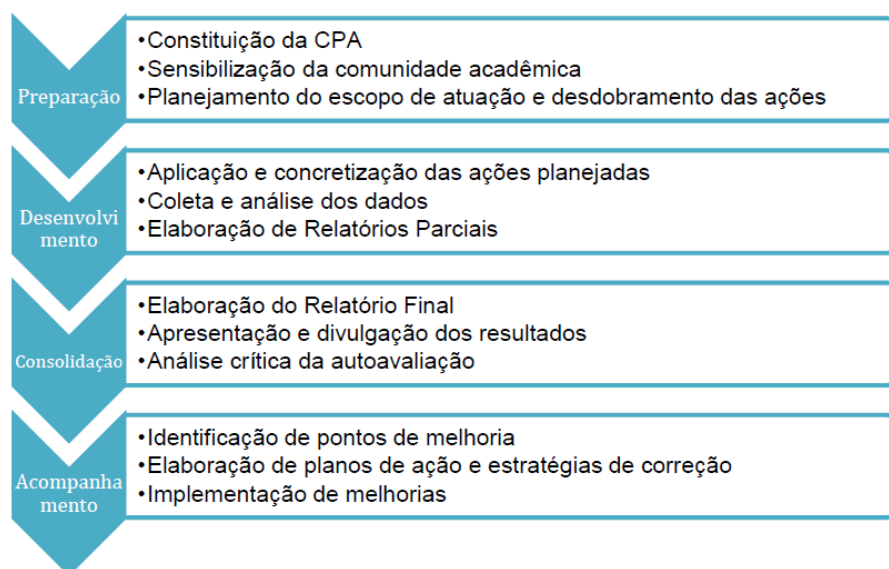 Preparação
•Constituição da CPA
•Sensibilização da comunidade acadêmica
•Planejamento do escopo de atuação e desdobramento das ações
Desenvolvi
mento
•Aplicação e concretização das ações planejadas
•Coleta e análise dos dados
•Elaboração de Relatórios Parciais
Consolidação
•Elaboração do Relatório Final
•Apresentação e divulgação dos resultados
•Análise crítica da autoavaliação
Acompanha
mento
•Identificação de pontos de melhoria
•Elaboração de planos de ação e estratégias de correção
•Implementação de melhorias